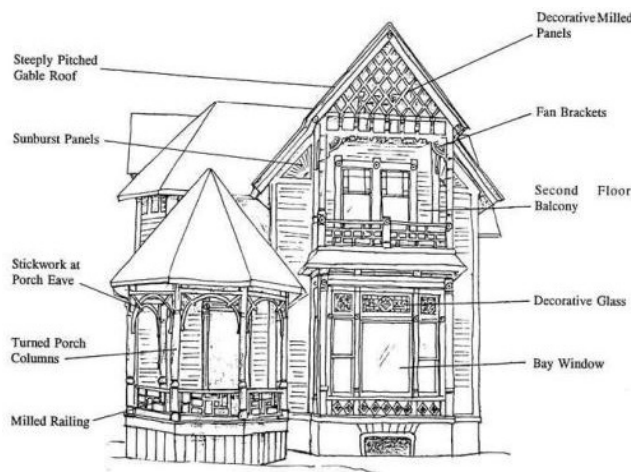 Steeply Pitched
Gable Roof
Sunburst Panels
Stickwork at
Porch Eave
Turned Porch
Columns
Milled Railing
Decorative Milled
Panels
Fan Brackets
Second Floor
Balcony
Decorative Glass
Bay Window